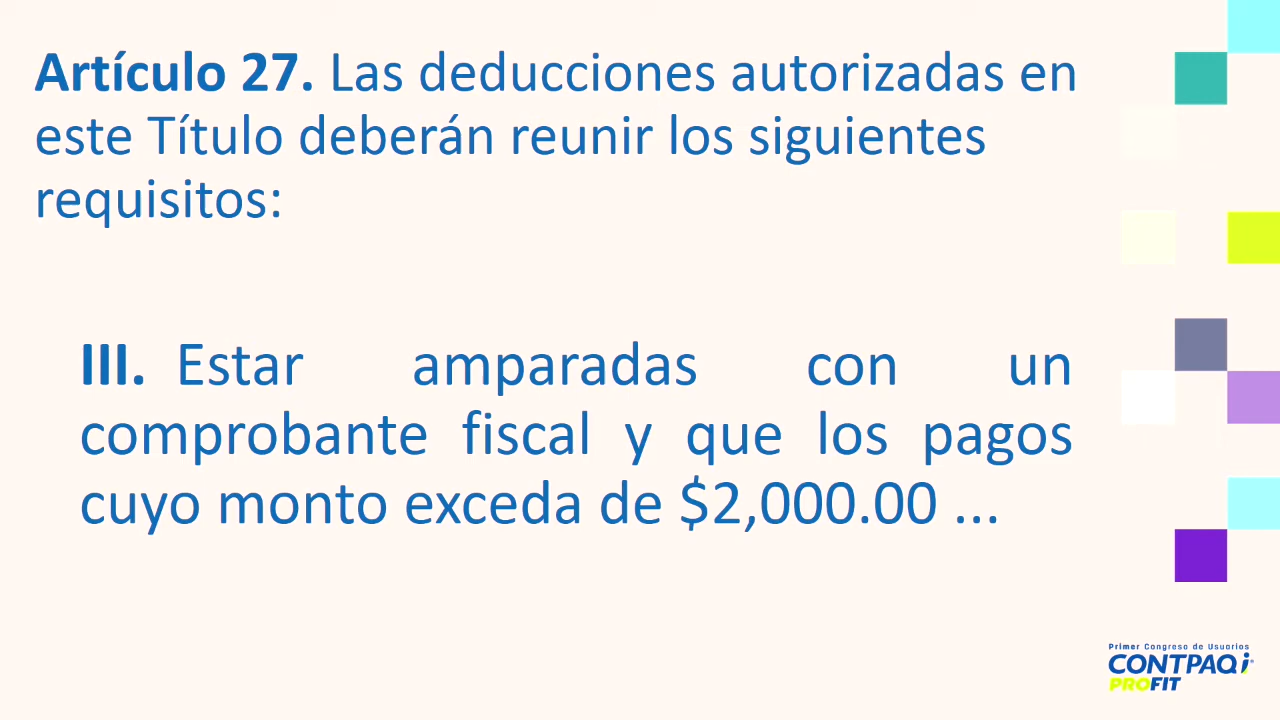 Artículo 27. Las deducciones autorizadas en
este Título deberán reunir los siguientes
requisitos:
III. Estar amparadas con un
comprobante fiscal y que los pagos
cuyo monto exceda de $2,000.00 ...
Primer Congreso de Usuarios
CONTPAQi®
PROFIT